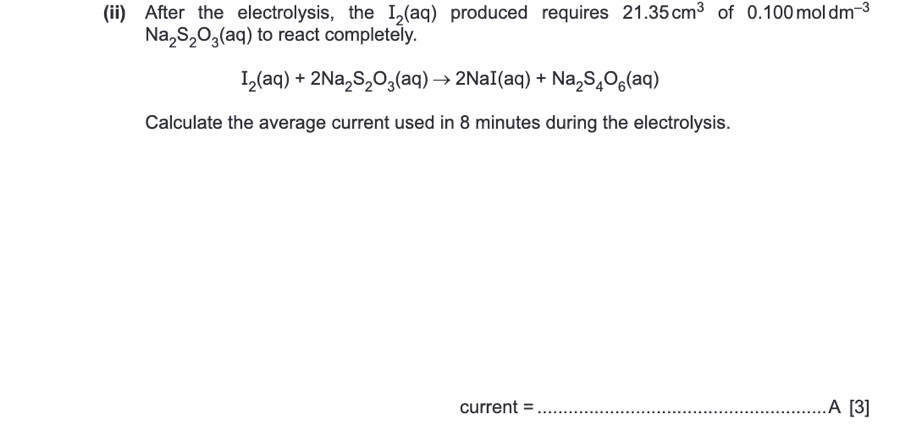 (ii) After the electrolysis, the I₂(aq) produced requires 21.35 cm³ of 0.100 mol dm⁻³
Na₂S₂O₃(aq) to react completely.
I₂(aq) + 2Na₂S₂O₃(aq) → 2NaI(aq) + Na₂S₄O₆(aq)
Calculate the average current used in 8 minutes during the electrolysis.
current = ........................................................ A [3]